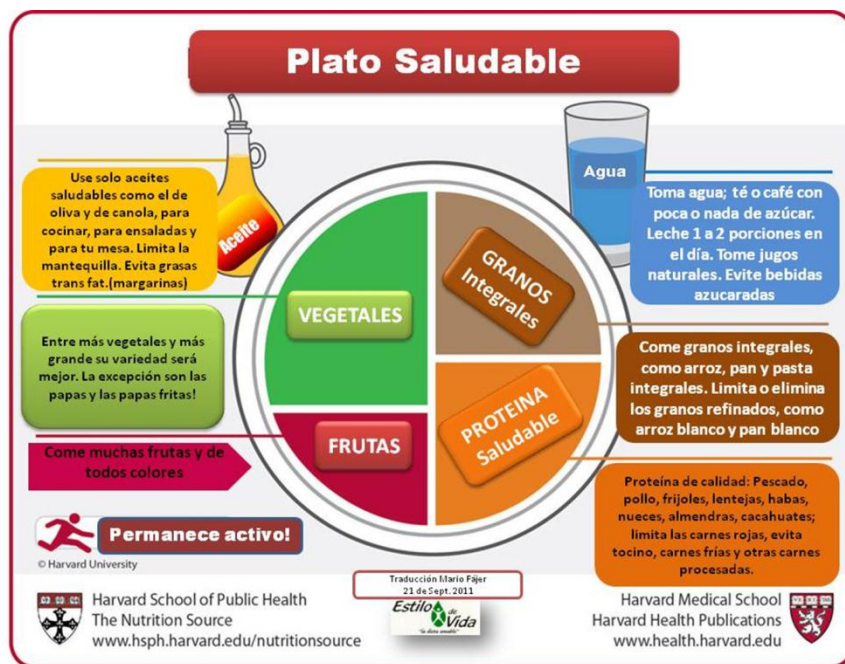 Plato Saludable
Use solo aceites
saludables como el de
oliva y de canola, para
cocinar, para ensaladas y
para tu mesa. Limita la
mantequilla. Evita grasas
trans fat.(margarinas)
Aceite
Agua
Toma agua; té o café con
poca o nada de azúcar.
Leche 1 a 2 porciones en
el día. Tome jugos
naturales. Evite bebidas
azucaradas
VEGETALES
GRANOS
Integrales
Entre más vegetales y más
grande su variedad será
mejor. La excepción son las
papas y las papas fritas!
Come granos integrales,
como arroz, pan y pasta
integrales. Limita o elimina
los granos refinados, como
arroz blanco y pan blanco
FRUTAS
PROTEINA
Saludable
Come muchas frutas y de
todos colores
Proteína de calidad: Pescado,
pollo, frijoles, lentejas, habas,
nueces, almendras, cacahuates;
limita las carnes rojas, evita
tocino, carnes frías y otras carnes
procesadas.
Permanece activo!
© Harvard University
Traducción Mario Fájer
21 de Sept. 2011
Estilo de Vida
"la dieta amable"
Harvard School of Public Health
The Nutrition Source
www.hsph.harvard.edu/nutritionsource
Harvard Medical School
Harvard Health Publications
www.health.harvard.edu